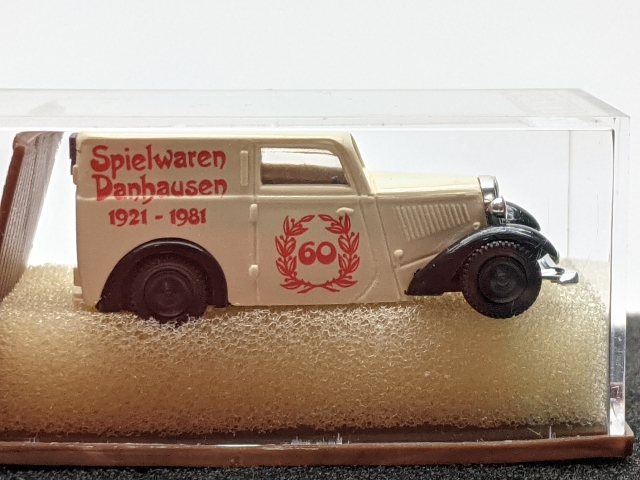 Spielwaren
Danhausen
1921 - 1981
60